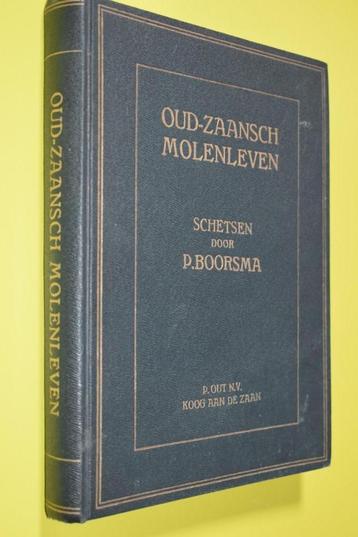 OUD-ZAANSCH MOLENLEVEN
OUD-ZAANSCH
MOLENLEVEN
SCHETSEN
DOOR
P. BOORSMA
P. OUT N.V.
KOOG AAN DE ZAAN